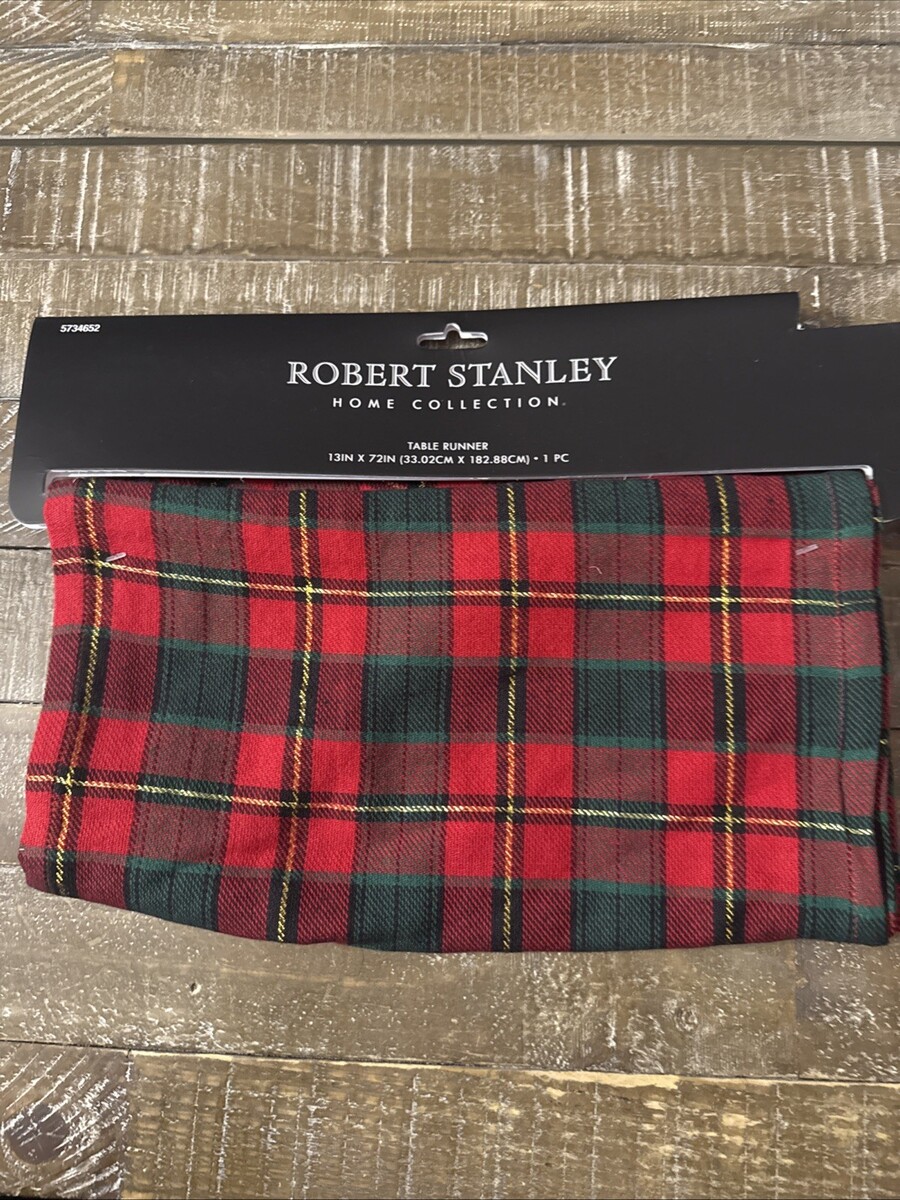 5734652
ROBERT STANLEY
HOME COLLECTION®
TABLE RUNNER
13IN X 72IN (33.02CM X 182.88CM) • 1 PC